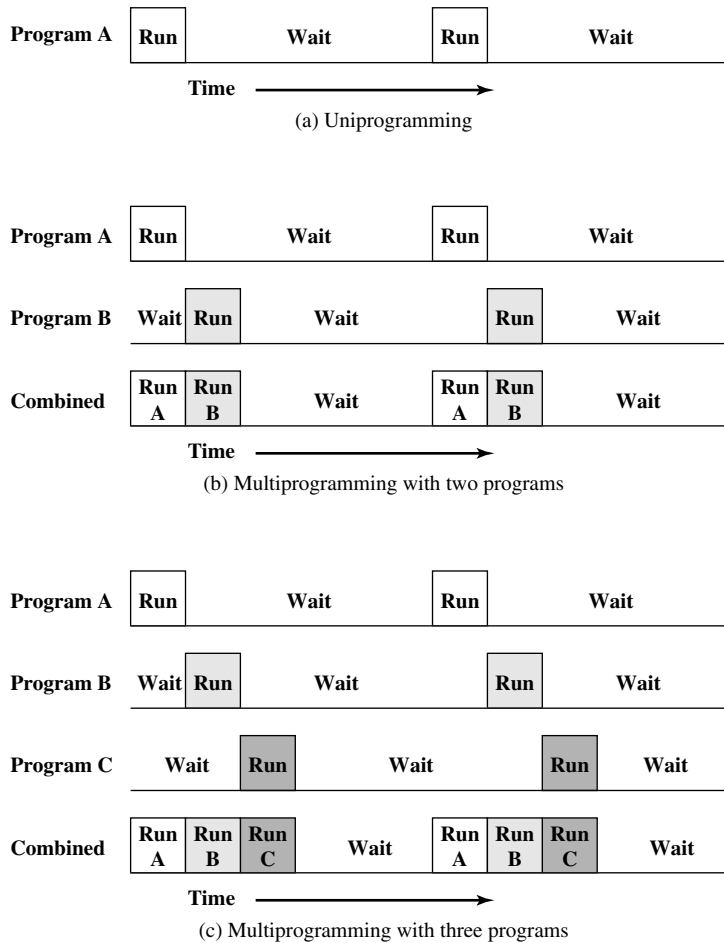 Program A Run Wait Run Wait
Time
(a) Uniprogramming
Program A Run Wait Run Wait
Program B Wait Run Wait Run Wait
Combined Run A Run B Wait Run A Run B Wait
Time
(b) Multiprogramming with two programs
Program A Run Wait Run Wait
Program B Wait Run Wait Run Wait
Program C Wait Run Wait Run Wait
Combined Run A Run B Run C Wait Run A Run B Run C Wait
Time
(c) Multiprogramming with three programs